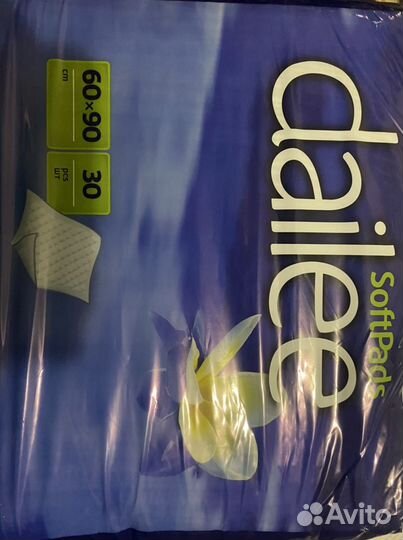 dailee
SoftPads
60×90
cm
30
pcs
шт
Avito